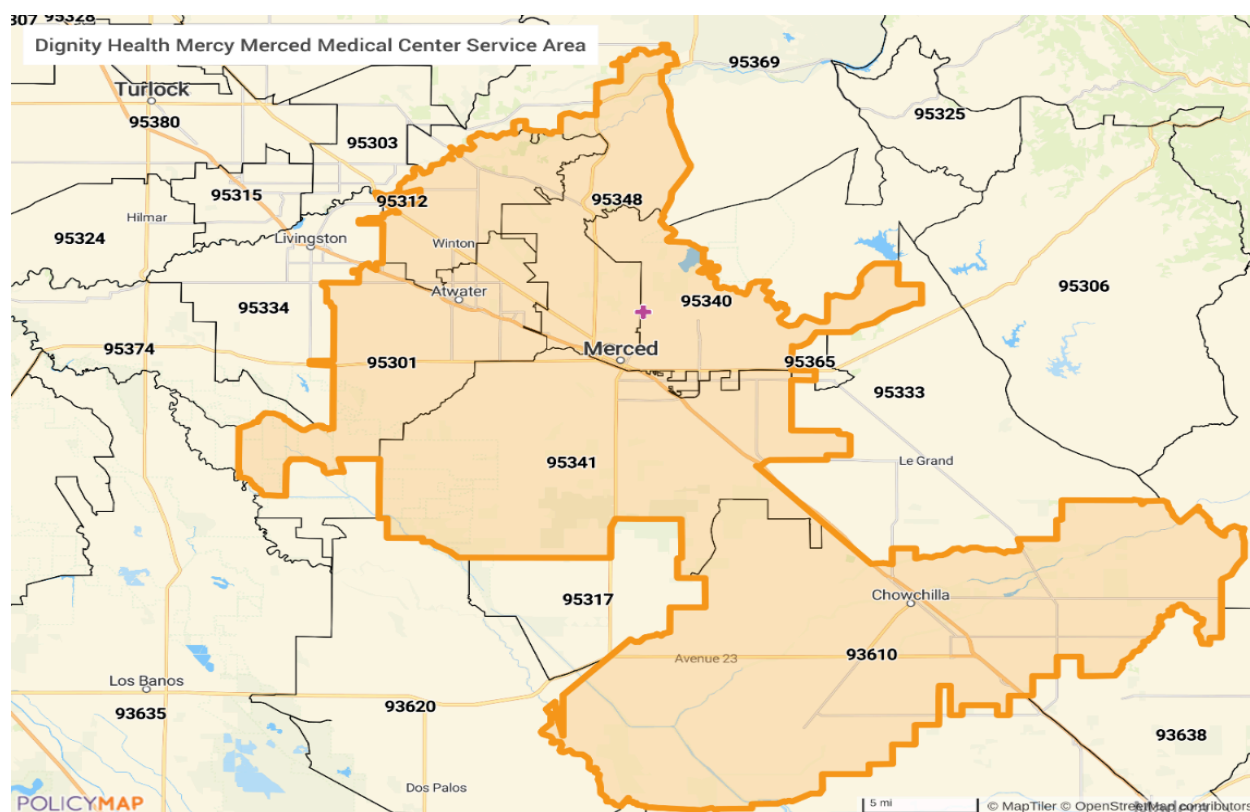 307
95328
Dignity Health Mercy Merced Medical Center Service Area
95369
Turlock
95380
95325
95303
95315
95312
95348
Hilmar
95324
Livingston
Winton
95306
Atwater
95340
95334
95374
Merced
95301
95365
95333
95341
Le Grand
Chowchilla
95317
93610
Avenue 23
Los Banos
93635
93620
93638
Dos Palos
POLICYMAP
5 mi
© MapTiler © OpenStreetMap contributors